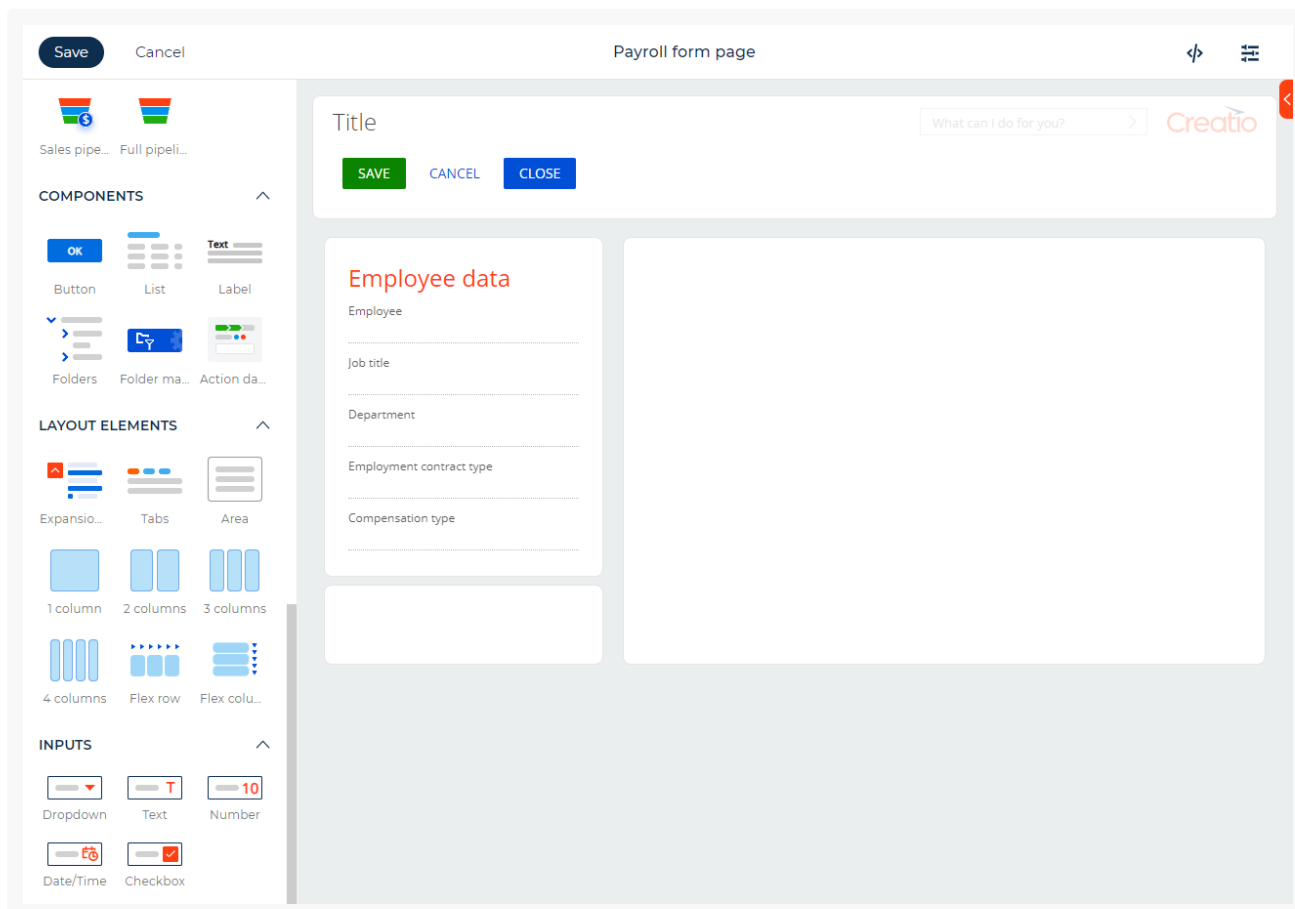 Save Cancel Payroll form page
Sales pipe... Full pipeli...
COMPONENTS
OK Text
Button List Label
Folders Folder ma... Action da...
LAYOUT ELEMENTS
Expansio... Tabs Area
1 column 2 columns 3 columns
4 columns Flex row Flex colu...
INPUTS
T 10
Dropdown Text Number
Date/Time Checkbox
Title What can I do for you? Creatio
SAVE CANCEL CLOSE
Employee data
Employee
Job title
Department
Employment contract type
Compensation type